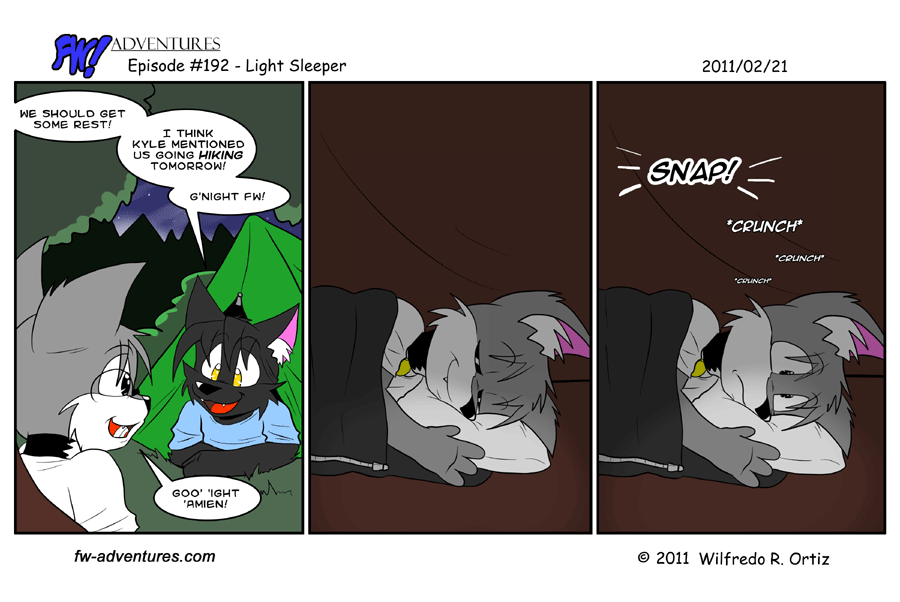 FW! ADVENTURES
Episode #192 - Light Sleeper
2011/02/21
WE SHOULD GET
SOME REST!
I THINK
KYLE MENTIONED
US GOING HIKING
TOMORROW!
G'NIGHT FW!
GOO' 'IGHT
'AMIEN!
SNAP!
*CRUNCH*
*CRUNCH*
*CRUNCH*
fw-adventures.com
© 2011 Wilfredo R. Ortiz